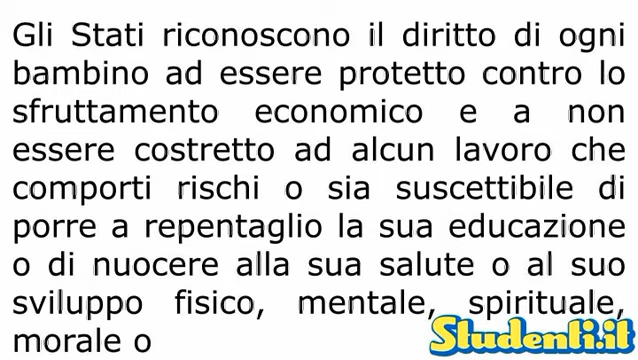 Gli Stati riconoscono il diritto di ogni
bambino ad essere protetto contro lo
sfruttamento economico e a non
essere costretto ad alcun lavoro che
comporti rischi o sia suscettibile di
porre a repentaglio la sua educazione
o di nuocere alla sua salute o al suo
sviluppo fisico, mentale, spirituale,
morale o
Studenti.it